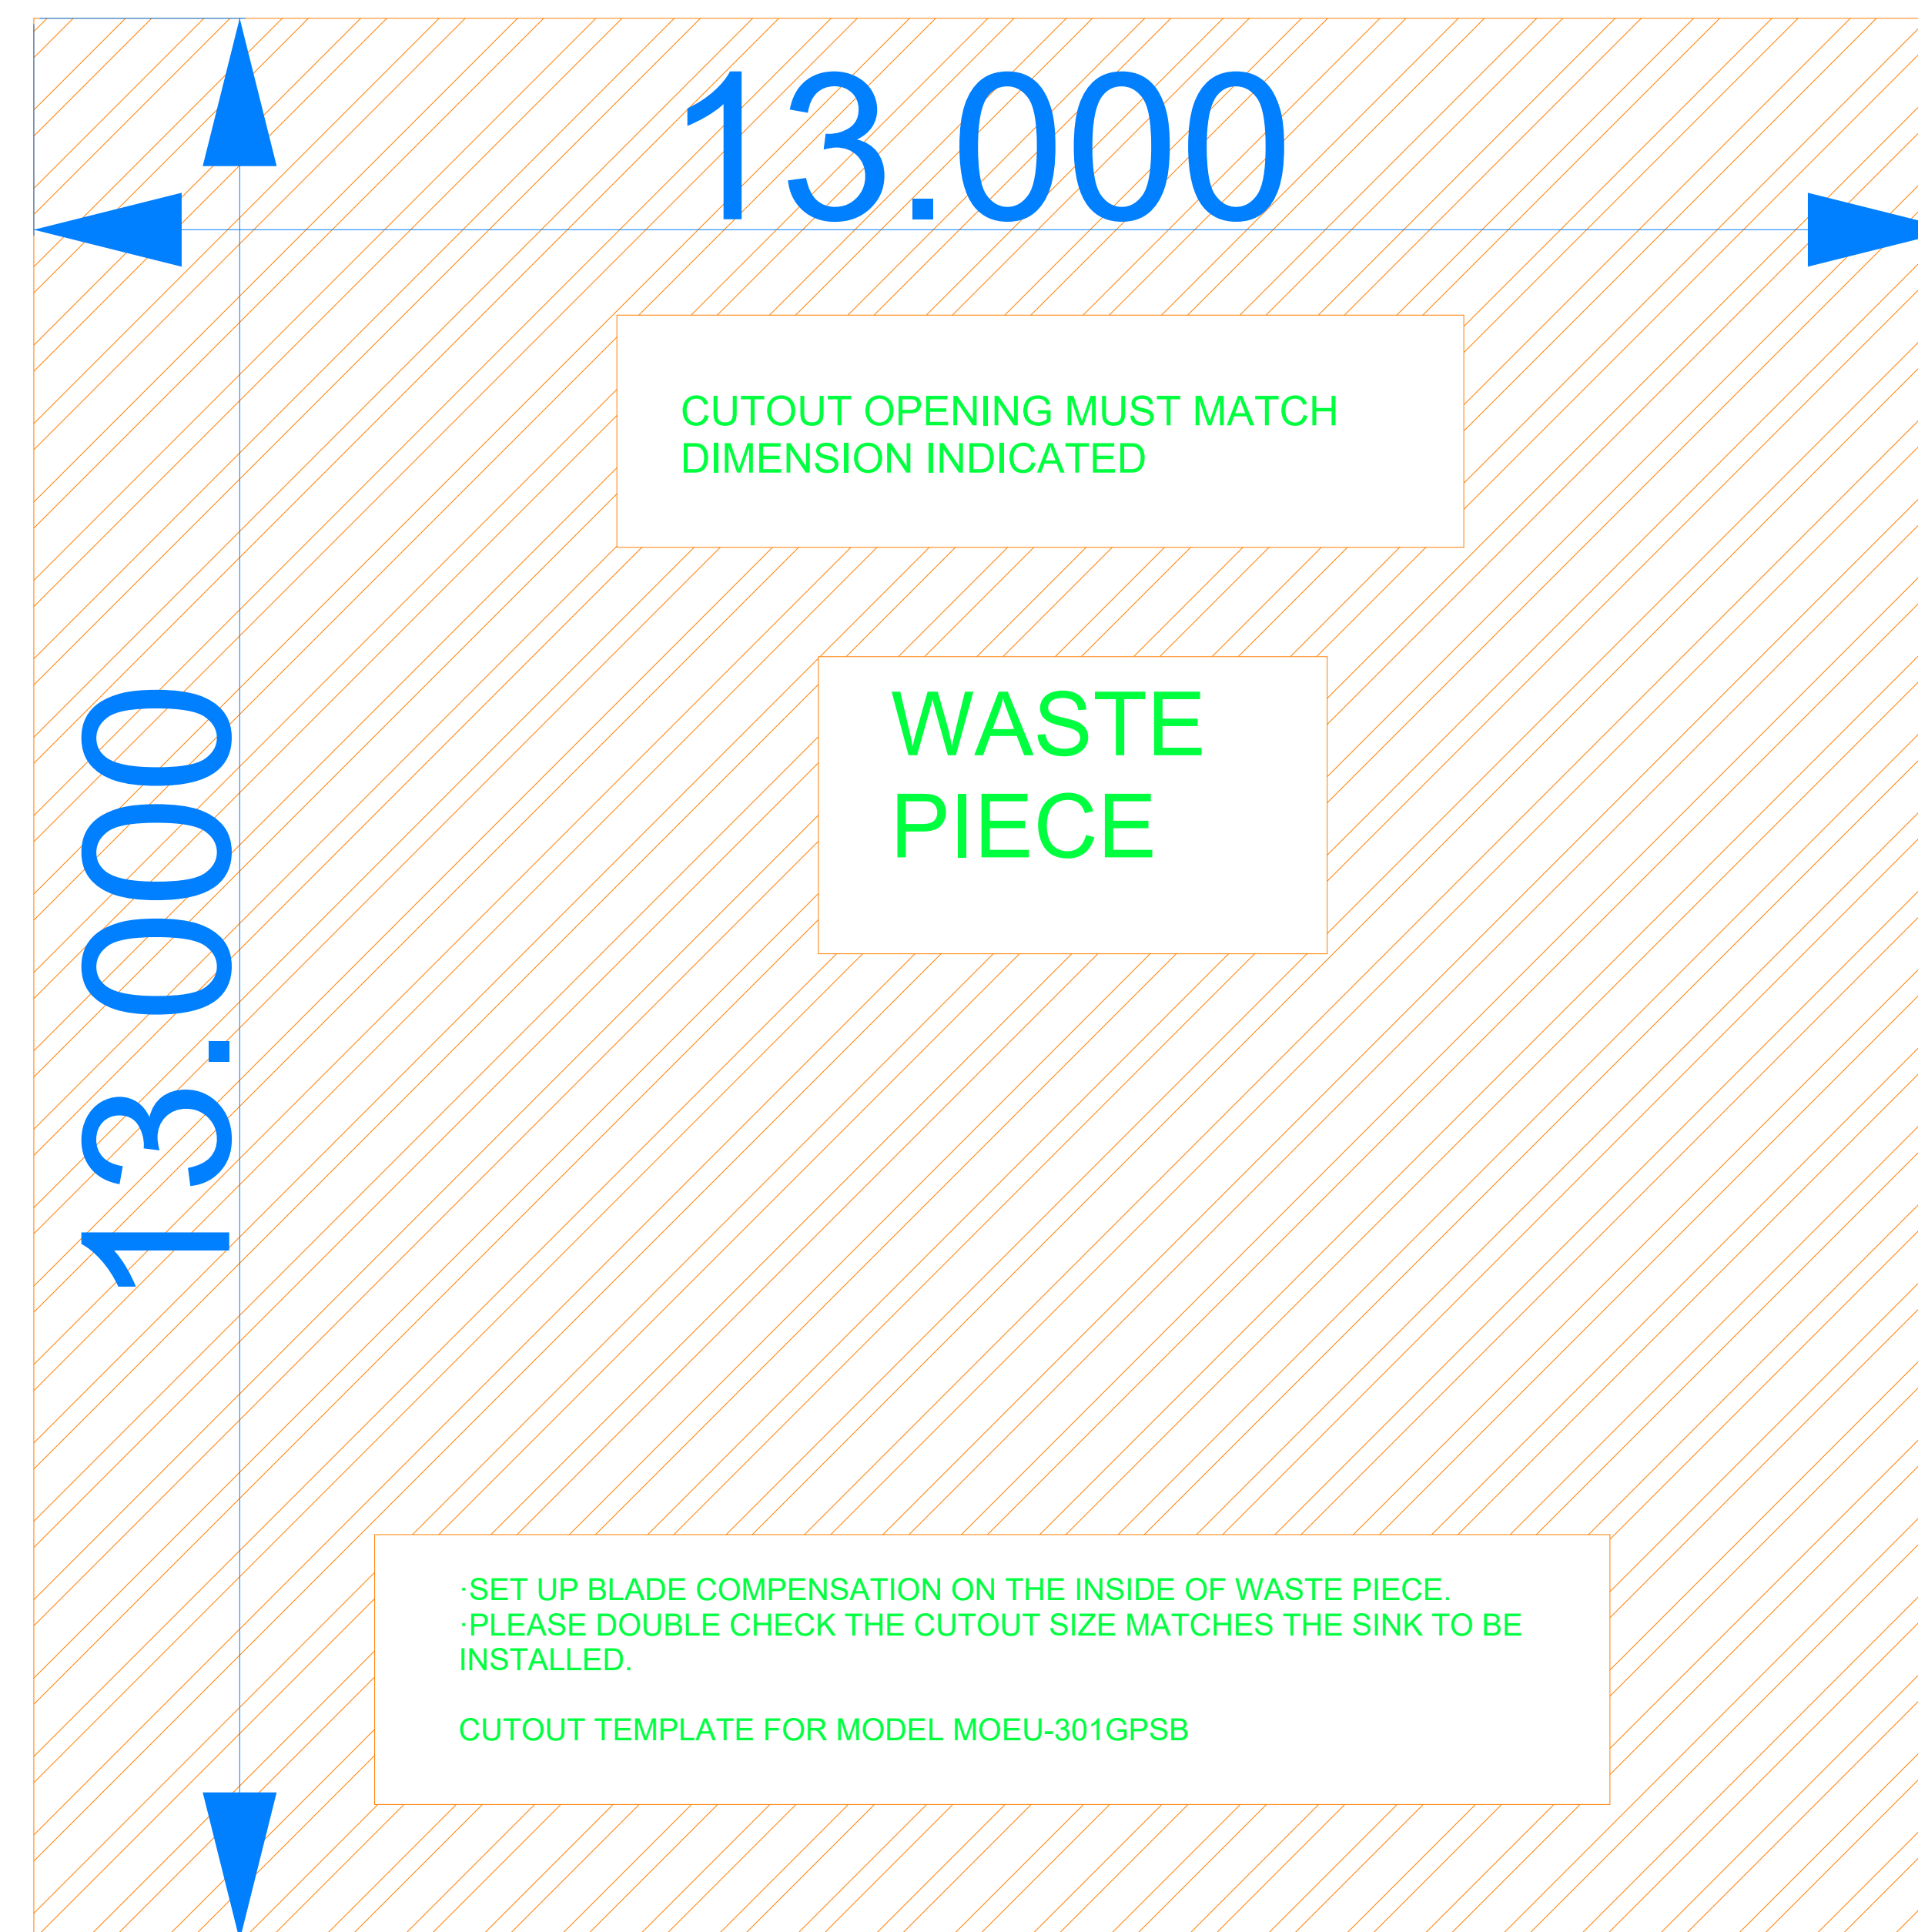 13.000
CUTOUT OPENING MUST MATCH
DIMENSION INDICATED
WASTE
PIECE
13.000
·SET UP BLADE COMPENSATION ON THE INSIDE OF WASTE PIECE.
·PLEASE DOUBLE CHECK THE CUTOUT SIZE MATCHES THE SINK TO BE
INSTALLED.
CUTOUT TEMPLATE FOR MODEL MOEU-301GPSB